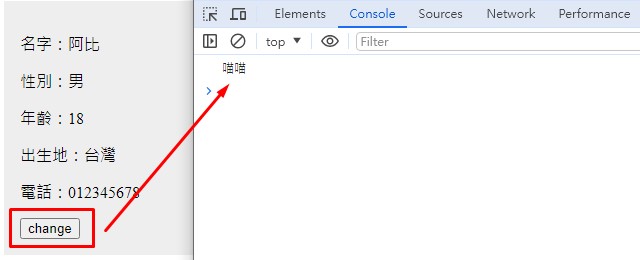 名字：阿比
性別：男
年齡：18
出生地：台灣
電話：012345678
change
Elements Console Sources Network Performance
top Filter
喵喵